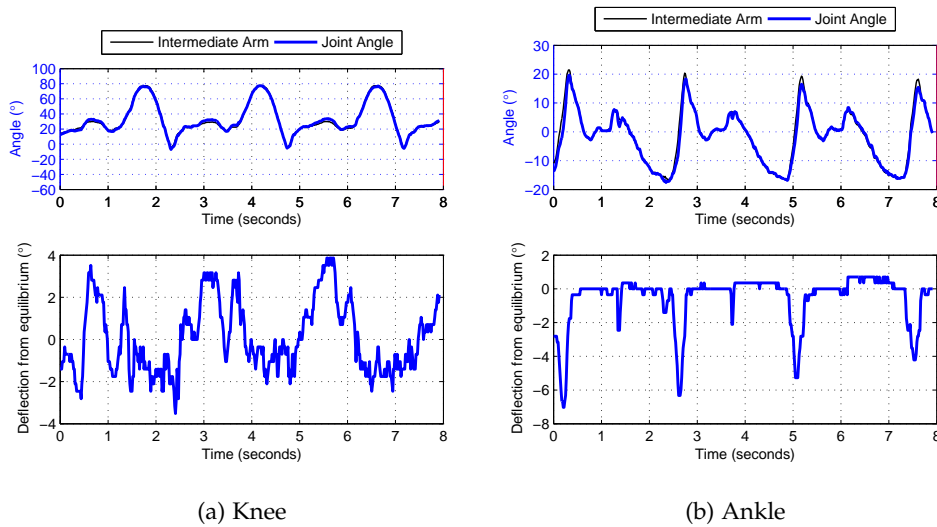 Intermediate Arm Joint Angle
100
80
60
40
20
0
−20
−40
−60
Angle (°)
0 1 2 3 4 5 6 7 8
Time (seconds)
4
2
0
−2
−4
Deflection from equilibrium (°)
0 1 2 3 4 5 6 7 8
Time (seconds)
(a) Knee
Intermediate Arm Joint Angle
30
20
10
0
−10
−20
Angle (°)
0 1 2 3 4 5 6 7 8
Time (seconds)
2
0
−2
−4
−6
−8
Deflection from equilibrium (°)
0 1 2 3 4 5 6 7 8
Time (seconds)
(b) Ankle